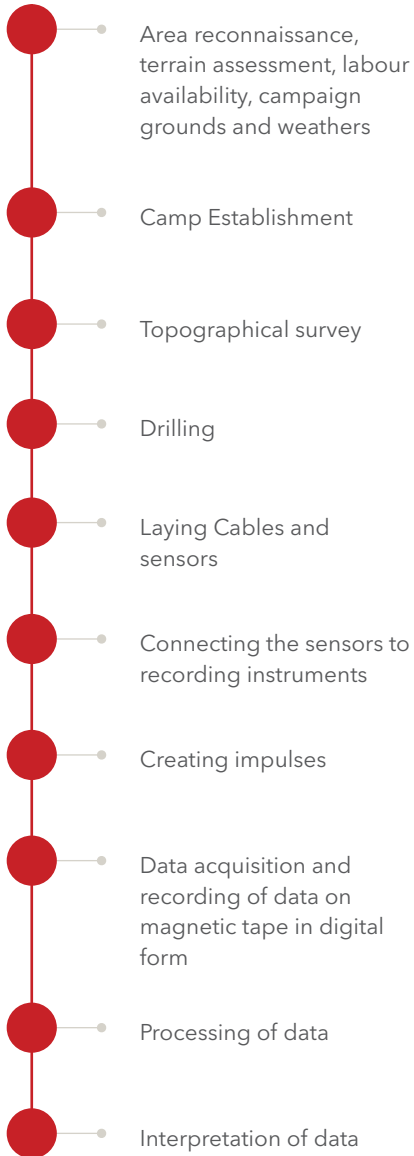 Area reconnaissance,
terrain assessment, labour
availability, campaign
grounds and weathers
Camp Establishment
Topographical survey
Drilling
Laying Cables and
sensors
Connecting the sensors to
recording instruments
Creating impulses
Data acquisition and
recording of data on
magnetic tape in digital
form
Processing of data
Interpretation of data